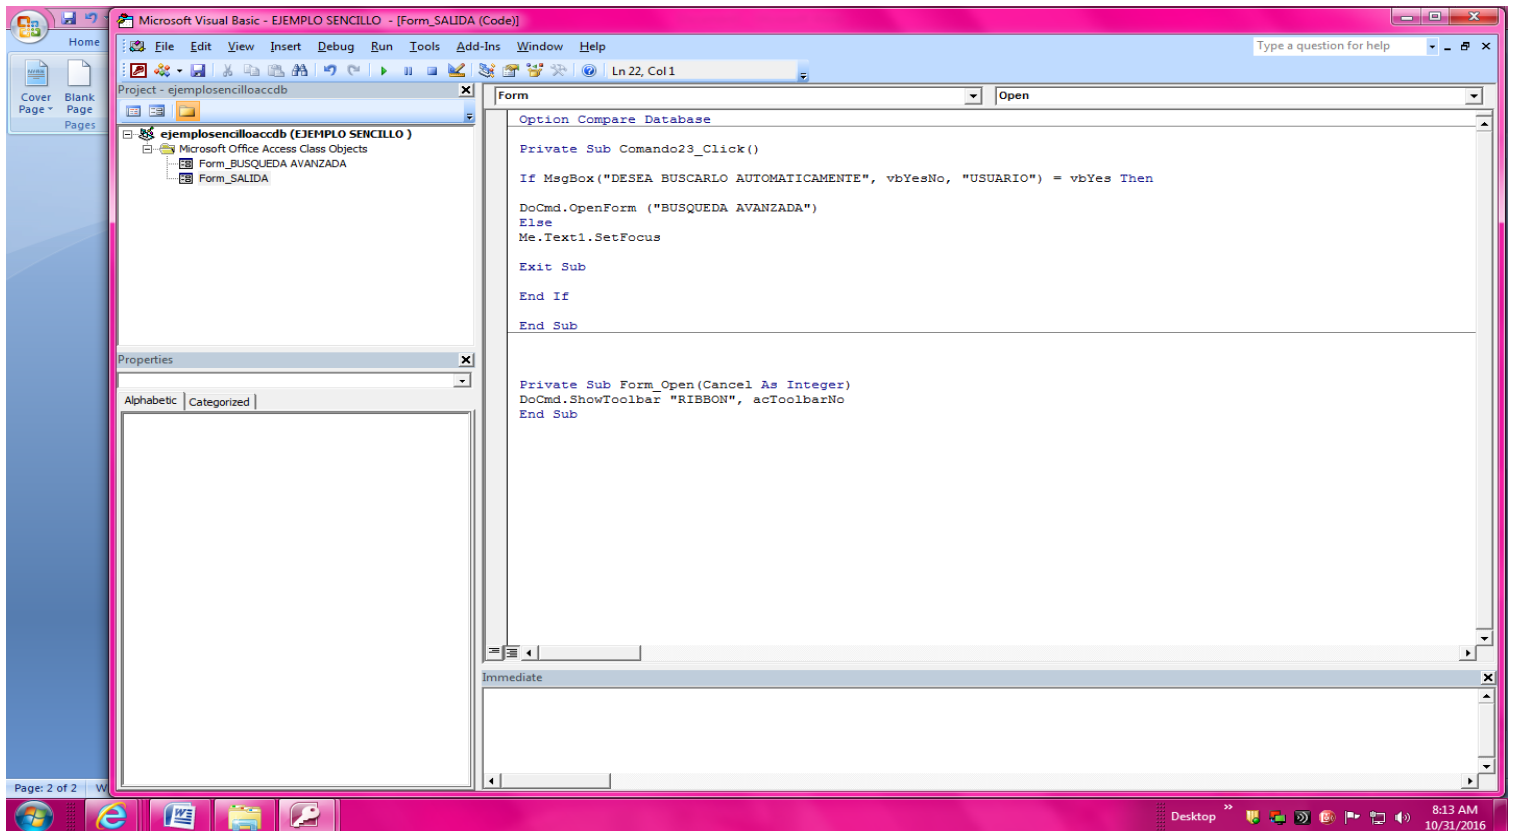 Microsoft Visual Basic - EJEMPLO SENCILLO - [Form_SALIDA (Code)]
Home
File Edit View Insert Debug Run Tools Add-Ins Window Help
Type a question for help
Ln 22, Col 1
Cover Page
Blank Page
Pages
Project - ejemplosencilloaccdb
ejemplosencilloaccdb (EJEMPLO SENCILLO )
Microsoft Office Access Class Objects
Form_BUSQUEDA AVANZADA
Form_SALIDA
Properties
Alphabetic Categorized
Form
Open
Option Compare Database
Private Sub Comando23_Click()
If MsgBox("DESEA BUSCARLO AUTOMATICAMENTE", vbYesNo, "USUARIO") = vbYes Then
DoCmd.OpenForm ("BUSQUEDA AVANZADA")
Else
Me.Text1.SetFocus
Exit Sub
End If
End Sub
Private Sub Form_Open(Cancel As Integer)
DoCmd.ShowToolbar "RIBBON", acToolbarNo
End Sub
Immediate
Page: 2 of 2 W
Desktop
8:13 AM
10/31/2016